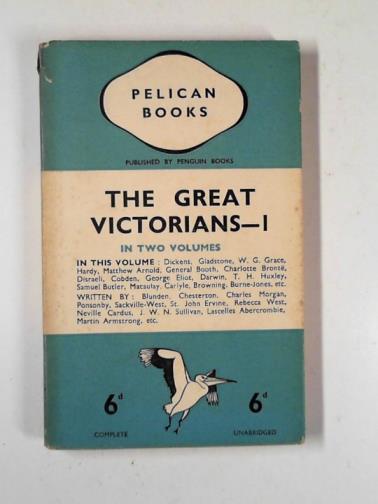 PELICAN
BOOKS
PUBLISHED BY PENGUIN BOOKS
THE GREAT
VICTORIANS—1
IN TWO VOLUMES
IN THIS VOLUME : Dickens, Gladstone, W. G. Grace,
Hardy, Matthew Arnold, General Booth, Charlotte Brontë,
Disraeli, Cobden, George Eliot, Darwin, T. H. Huxley,
Samuel Butler, Macaulay, Carlyle, Browning, Burne-Jones, etc.
WRITTEN BY : Blunden, Chesterton, Charles Morgan,
Ponsonby, Sackville-West, St. John Ervine, Rebecca West,
Neville Cardus, J. W. N. Sullivan, Lascelles Abercrombie,
Martin Armstrong, etc.
6d 6d
COMPLETE UNABRIDGED